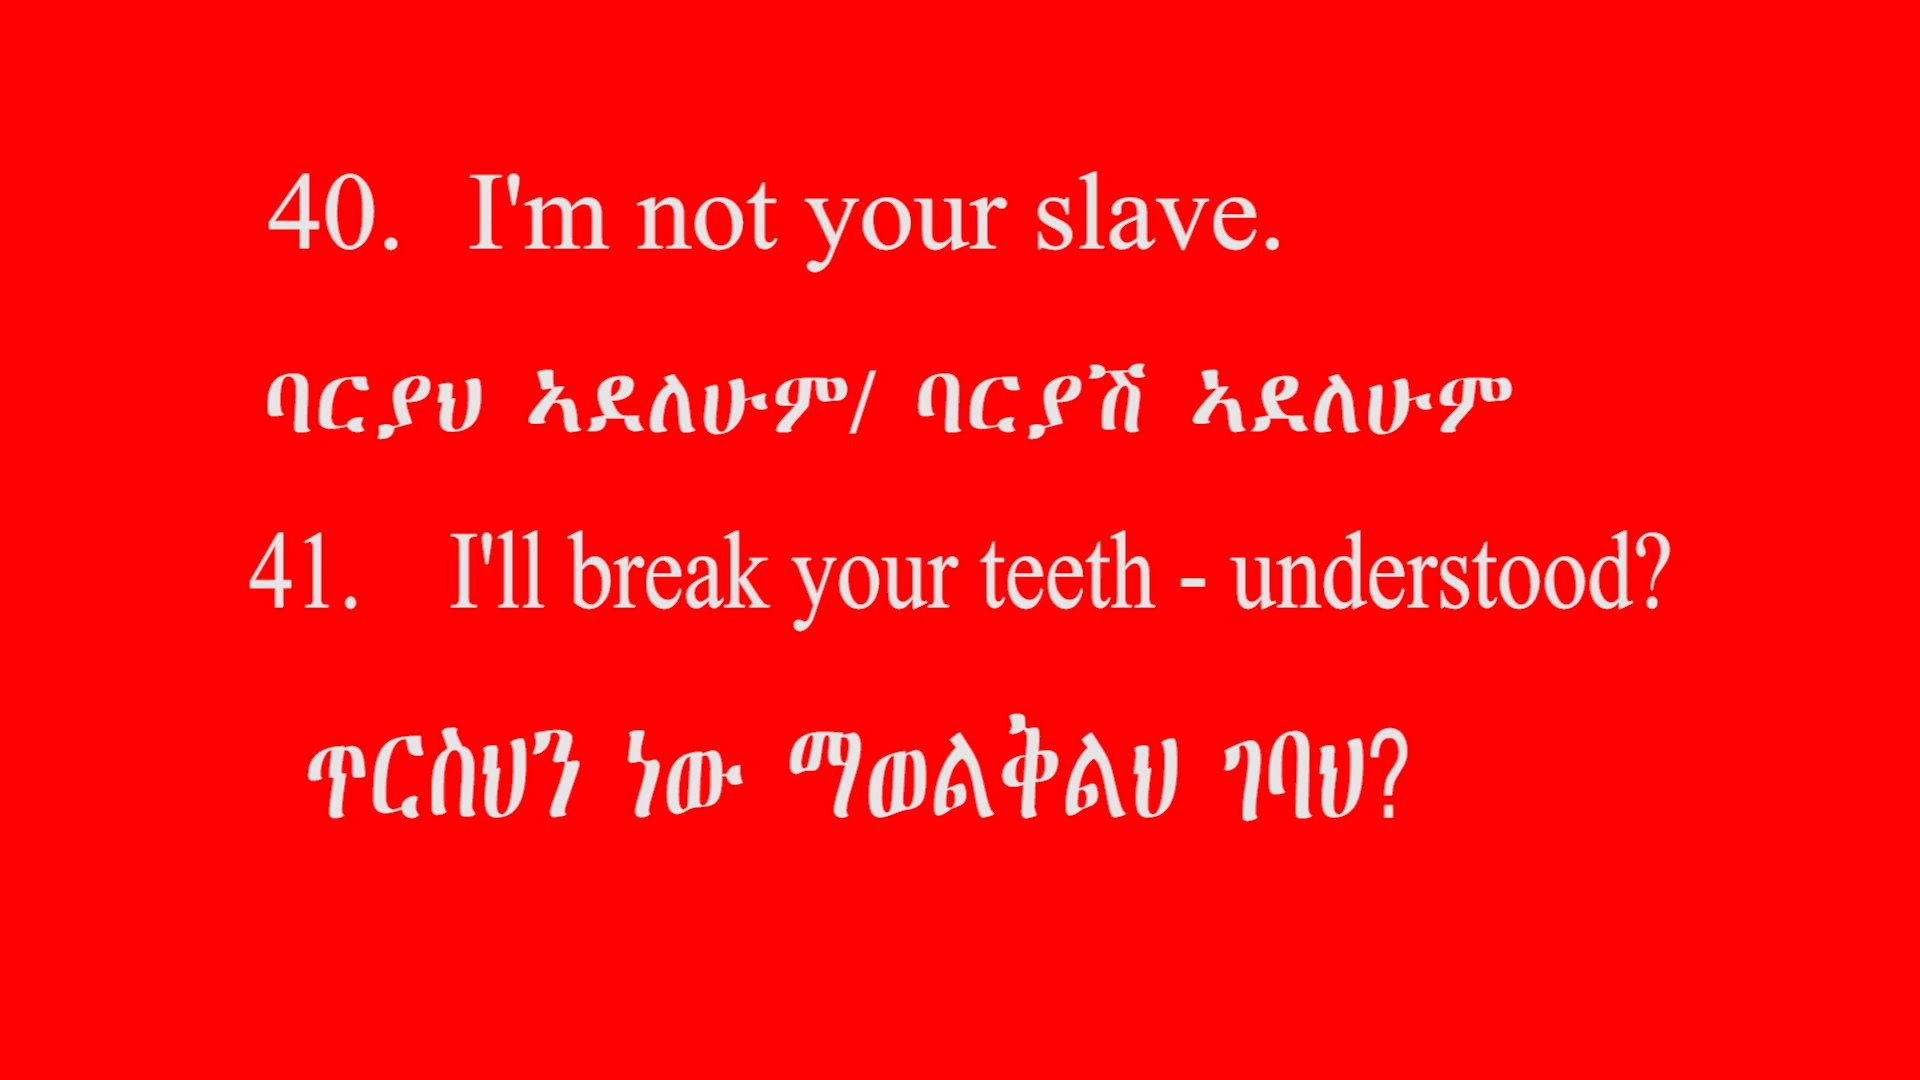 40. I'm not your slave.
ባርያህ ኣደለሁም/ ባርያሽ ኣደለሁም
41. I'll break your teeth - understood?
ጥርስህን ነው ማወልቅልህ ገባህ?